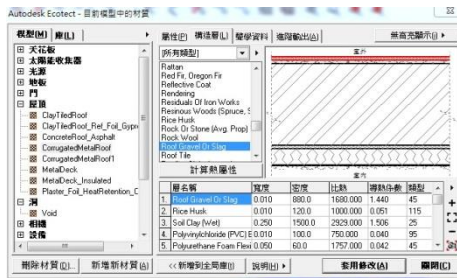 Autodesk Ecotect - 目前模型中的材質
模型(M) 庫(L)
天花板
太陽能收集器
光源
地板
門
屋頂
ClayTiledRoof
ClayTiledRoof_Ref_Foil_Gyps
ConcreteRoof_Asphalt
CorrugatedMetalRoof
CorrugatedMetalRoof1
MetalDeck
MetalDeck_Insulated
Plaster_Foil_HeatRetention_C
洞
Void
相機
設備
刪除材質(D)... 新增新材質(A)
屬性(P) 構造層(L) 聲學資料 進階輸出(A) 無高亮顯示(i)
[所有類型]
Rattan
Red Fir, Oregon Fir
Reflective Coat
Rendering
Residuals Of Iron Works
Resinous Woods (Spruce, S
Rice Husk
Rock Or Stone (Avg. Prop)
Rock Wool
Roof Gravel Or Slag
Roof Tile
計算熱屬性
室外
室內
層名稱 寬度 密度 比熱 導熱係數 類型
1. Roof Gravel Or Slag 0.010 880.0 1680.000 1.440 45
2. Rice Husk 0.010 120.0 1000.000 0.051 115
3. Soil Clay (Wet) 0.250 1500.0 2929.000 1.506 25
4. Polyvinylchloride (PVC) E 0.010 100.0 750.000 0.040 95
5. Polyurethane Foam Flexi 0.050 60.0 1757.000 0.042 45
<< 新增到全局庫(t) 說明(H) 套用修改(A) 關閉(C)